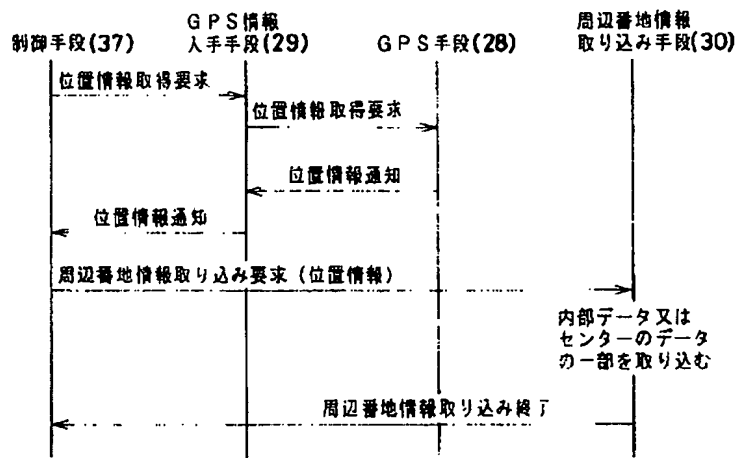 制御手段(37)
GPS情報
入手手段(29)
GPS手段(28)
周辺番地情報
取り込み手段(30)
位置情報取得要求
位置情報取得要求
位置情報通知
位置情報通知
周辺番地情報取り込み要求(位置情報)
内部データ又は
センターのデータ
の一部を取り込む
周辺番地情報取り込み終了